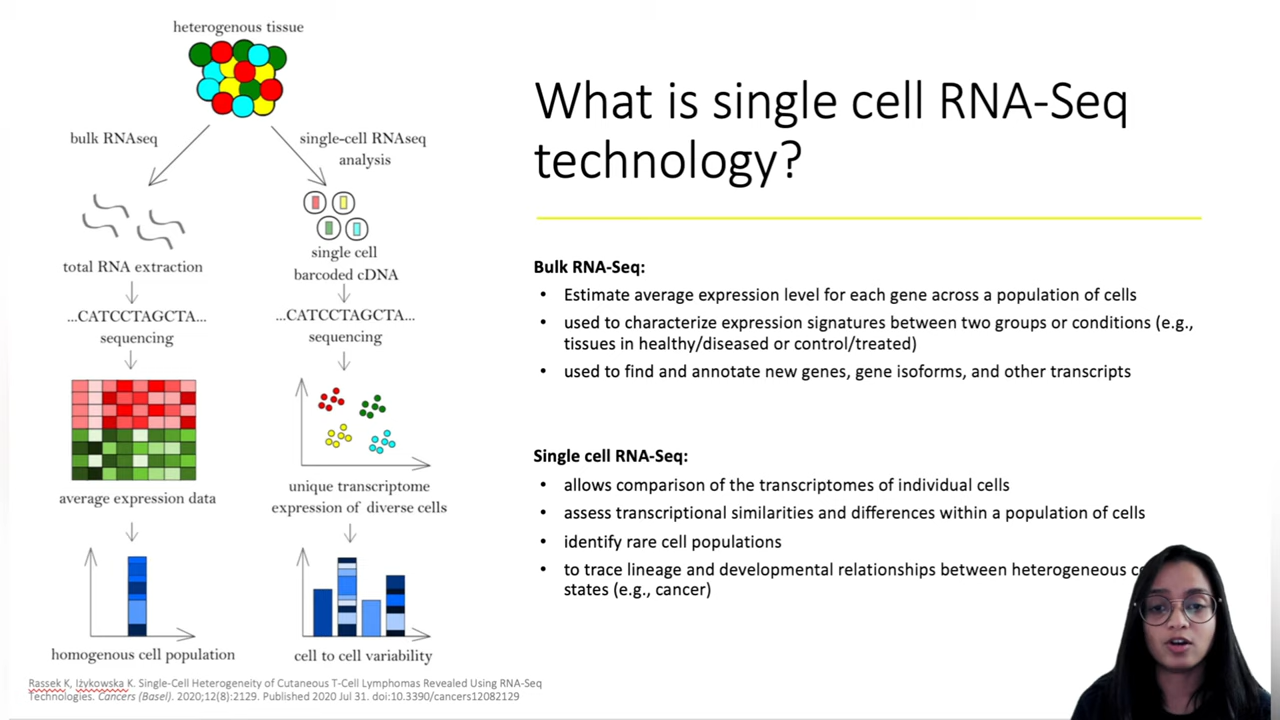 heterogenous tissue
bulk RNAseq
single-cell RNAseq
analysis
total RNA extraction
single cell
barcoded cDNA
...CATCCTAGCTA...
sequencing
...CATCCTAGCTA...
sequencing
average expression data
unique transcriptome
expression of diverse cells
homogenous cell population
cell to cell variability
Rassek K, Iżykowska K. Single-Cell Heterogeneity of Cutaneous T-Cell Lymphomas Revealed Using RNA-Seq
Technologies. Cancers (Basel). 2020;12(8):2129. Published 2020 Jul 31. doi:10.3390/cancers12082129
What is single cell RNA-Seq
technology?
Bulk RNA-Seq:
• Estimate average expression level for each gene across a population of cells
• used to characterize expression signatures between two groups or conditions (e.g.,
tissues in healthy/diseased or control/treated)
• used to find and annotate new genes, gene isoforms, and other transcripts
Single cell RNA-Seq:
• allows comparison of the transcriptomes of individual cells
• assess transcriptional similarities and differences within a population of cells
• identify rare cell populations
• to trace lineage and developmental relationships between heterogeneous
states (e.g., cancer)